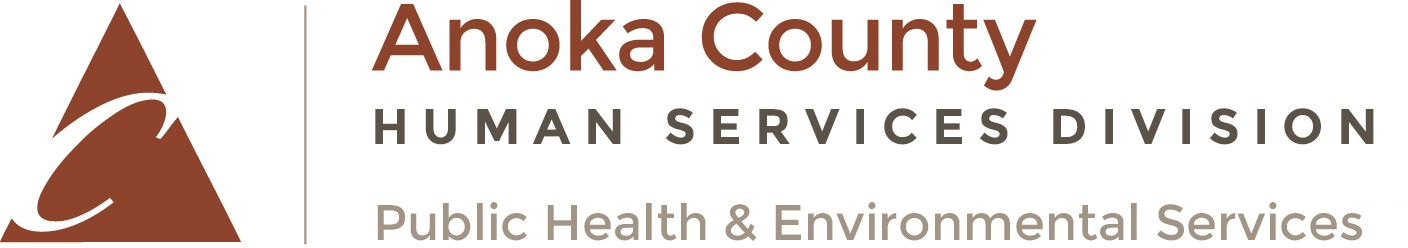 Anoka County
HUMAN SERVICES DIVISION
Public Health & Environmental Services